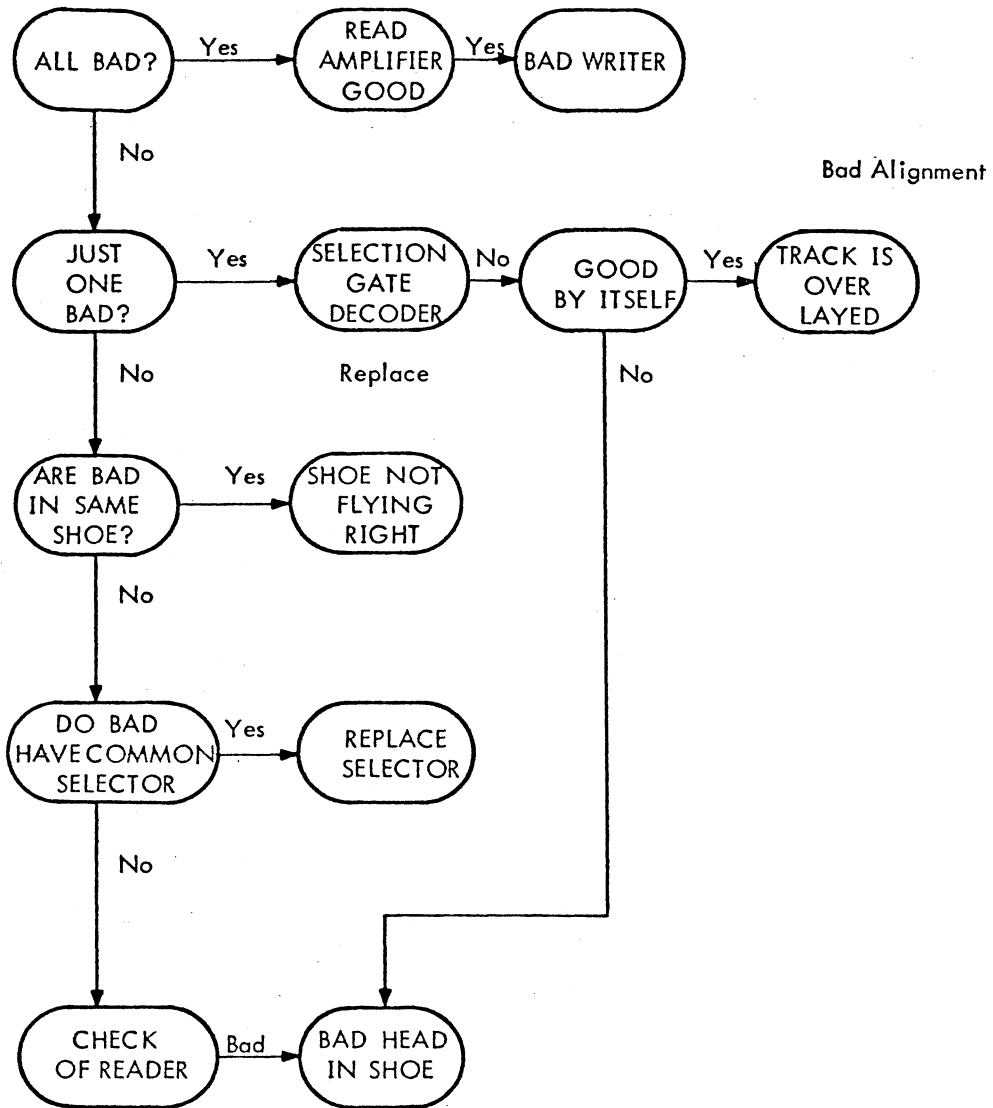 ALL BAD?
Yes
READ
AMPLIFIER
GOOD
Yes
BAD WRITER
No
Bad Alignment
JUST
ONE
BAD?
Yes
SELECTION
GATE
DECODER
No
GOOD
BY ITSELF
Yes
TRACK IS
OVER
LAYED
No
Replace
No
ARE BAD
IN SAME
SHOE?
Yes
SHOE NOT
FLYING
RIGHT
No
DO BAD
HAVE COMMON
SELECTOR
Yes
REPLACE
SELECTOR
No
CHECK
OF READER
Bad
BAD HEAD
IN SHOE